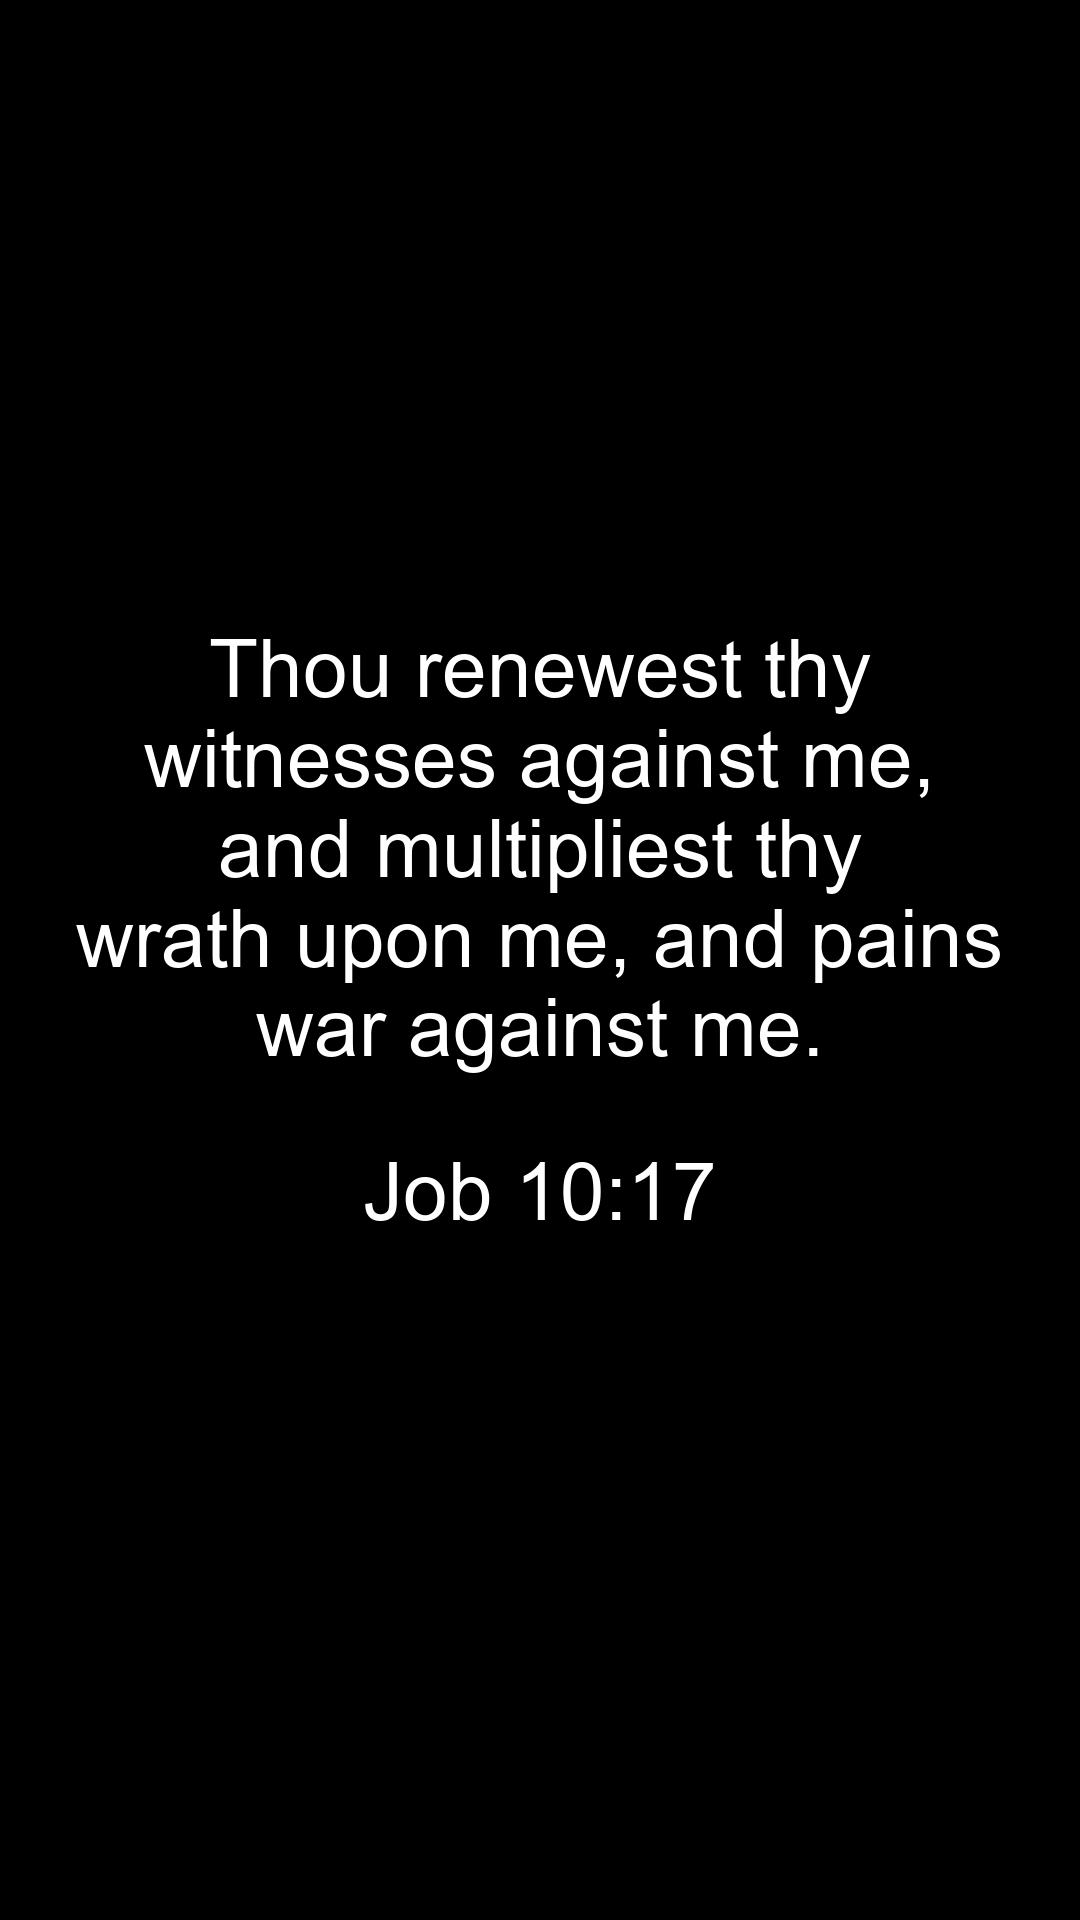 Thou renewest thy
witnesses against me,
and multipliest thy
wrath upon me, and pains
war against me.
Job 10:17